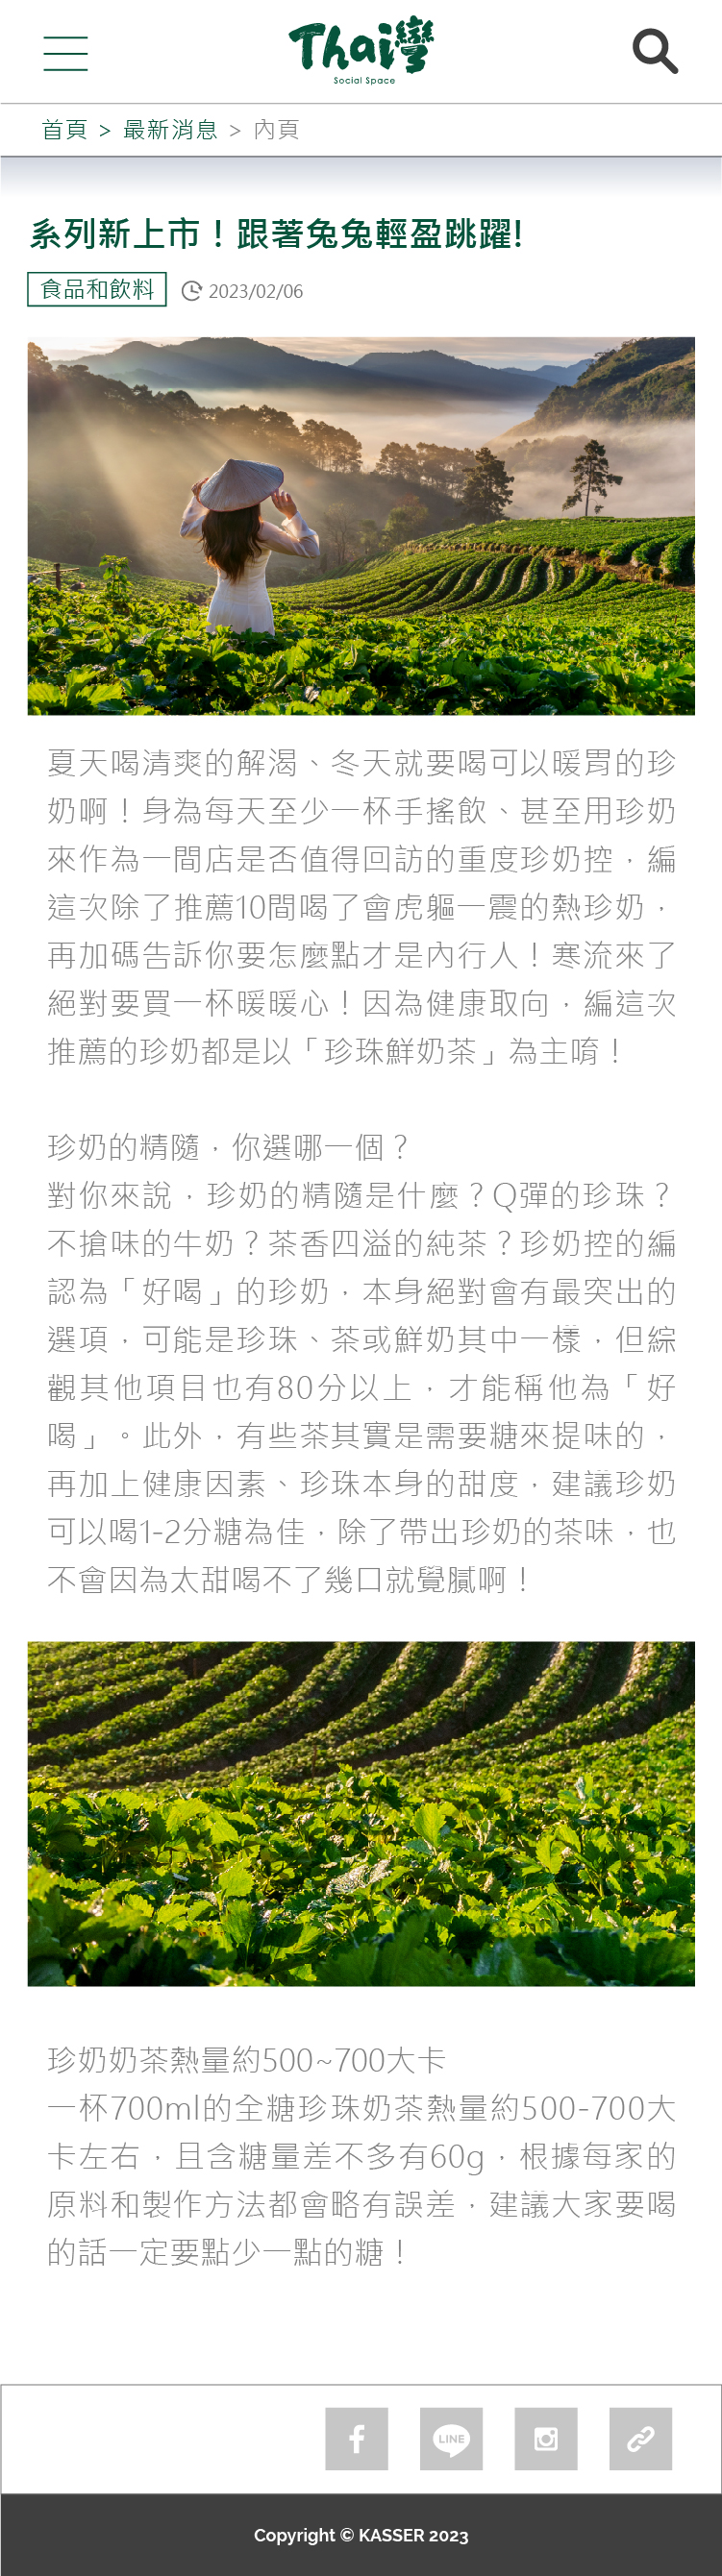 Thai灣
Social Space
首頁 > 最新消息 > 內頁
系列新上市！跟著兔兔輕盈跳躍!
食品和飲料 2023/02/06
夏天喝清爽的解渴、冬天就要喝可以暖胃的珍
奶啊！身為每天至少一杯手搖飲、甚至用珍奶
來作為一間店是否值得回訪的重度珍奶控，編
這次除了推薦10間喝了會虎軀一震的熱珍奶，
再加碼告訴你要怎麼點才是內行人！寒流來了
絕對要買一杯暖暖心！因為健康取向，編這次
推薦的珍奶都是以「珍珠鮮奶茶」為主唷！
珍奶的精隨，你選哪一個？
對你來說，珍奶的精隨是什麼？Q彈的珍珠？
不搶味的牛奶？茶香四溢的純茶？珍奶控的編
認為「好喝」的珍奶，本身絕對會有最突出的
選項，可能是珍珠、茶或鮮奶其中一樣，但綜
觀其他項目也有80分以上，才能稱他為「好
喝」。此外，有些茶其實是需要糖來提味的，
再加上健康因素、珍珠本身的甜度，建議珍奶
可以喝1-2分糖為佳，除了帶出珍奶的茶味，也
不會因為太甜喝不了幾口就覺膩啊！
珍奶奶茶熱量約500~700大卡
一杯700ml的全糖珍珠奶茶熱量約500-700大
卡左右，且含糖量差不多有60g，根據每家的
原料和製作方法都會略有誤差，建議大家要喝
的話一定要點少一點的糖！
LINE
Copyright © KASSER 2023